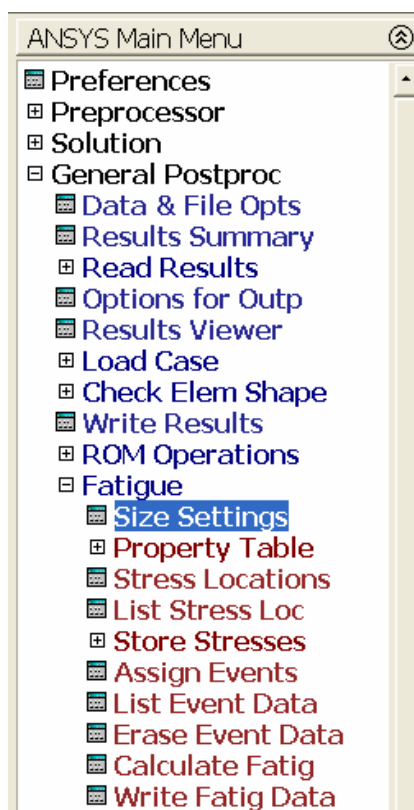 ANSYS Main Menu
Preferences
Preprocessor
Solution
General Postproc
Data & File Opts
Results Summary
Read Results
Options for Outp
Results Viewer
Load Case
Check Elem Shape
Write Results
ROM Operations
Fatigue
Size Settings
Property Table
Stress Locations
List Stress Loc
Store Stresses
Assign Events
List Event Data
Erase Event Data
Calculate Fatig
Write Fatig Data